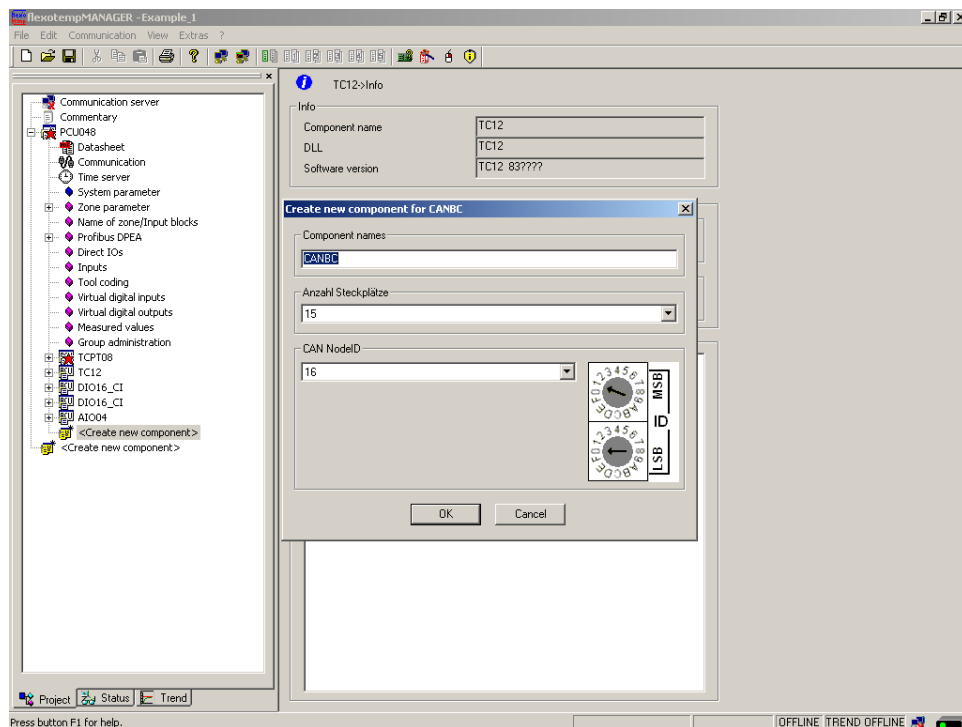 flexotempMANAGER -Example_1
File Edit Communication View Extras ?
Communication server
Commentary
PCU048
Datasheet
Communication
Time server
System parameter
Zone parameter
Name of zone/Input blocks
Profibus DPEA
Direct IOs
Inputs
Tool coding
Virtual digital inputs
Virtual digital outputs
Measured values
Group administration
TCPT08
TC12
DIO16_CI
DIO16_CI
AIO04
<Create new component>
<Create new component>
Project Status Trend
TC12->Info
Info
Component name TC12
DLL TC12
Software version TC12 83????
Create new component for CANBC
Component names
CANBC
Anzahl Steckplätze
15
CAN NodeID
16
MSB
ID
LSB
OK Cancel
Press button F1 for help.
OFFLINE TREND OFFLINE